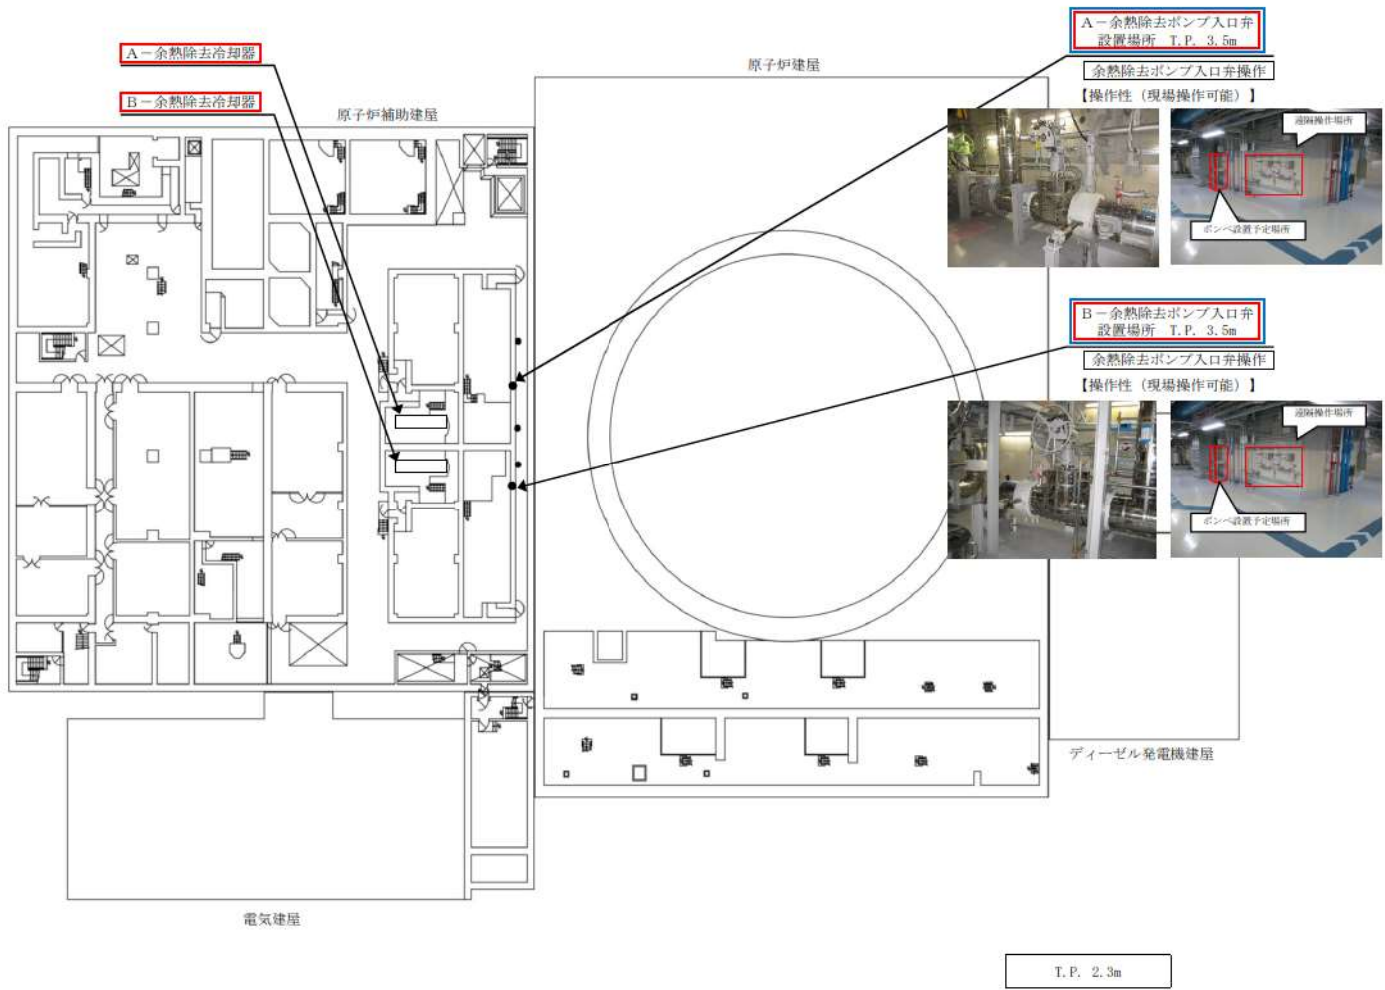 A－余熱除去冷却器
B－余熱除去冷却器
原子炉補助建屋
原子炉建屋
A－余熱除去ポンプ入口弁
設置場所 T.P. 3.5m
余熱除去ポンプ入口弁操作
【操作性（現場操作可能）】
遠隔操作場所
ボンベ設置予定場所
B－余熱除去ポンプ入口弁
設置場所 T.P. 3.5m
余熱除去ポンプ入口弁操作
【操作性（現場操作可能）】
遠隔操作場所
ボンベ設置予定場所
ディーゼル発電機建屋
電気建屋
T.P. 2.3m